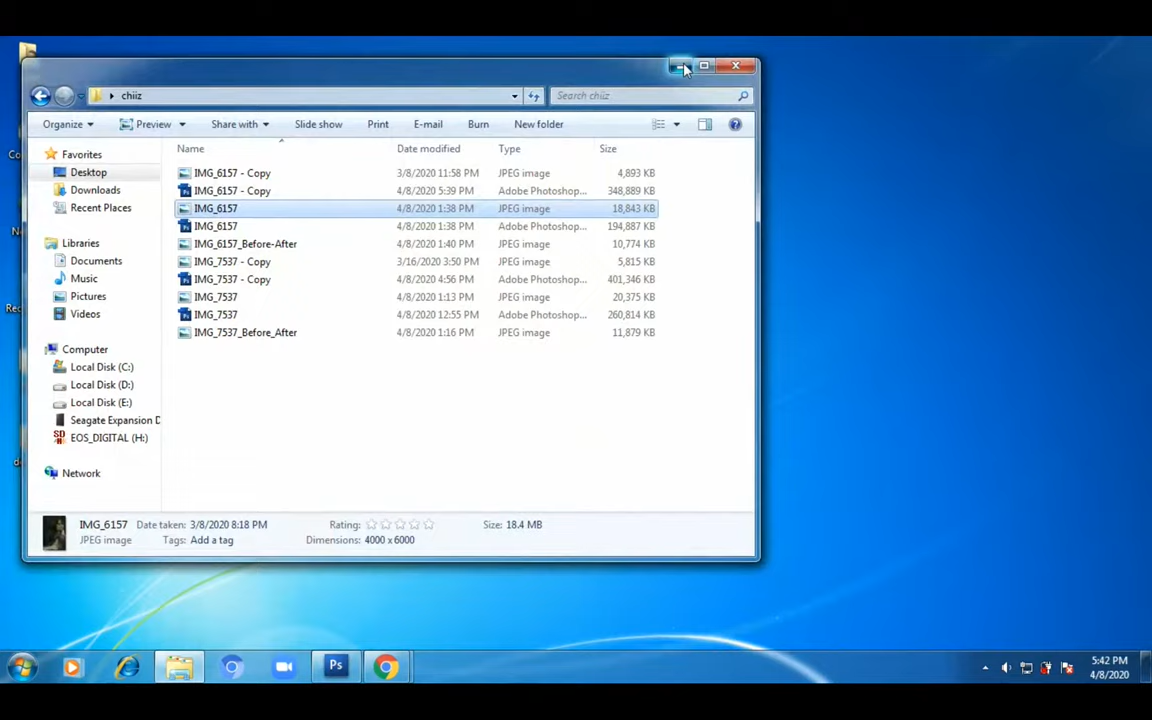 chiiz
Search chiiz
Organize Preview Share with Slide show Print E-mail Burn New folder
Name Date modified Type Size
Favorites
Desktop
Downloads
Recent Places
Libraries
Documents
Music
Pictures
Videos
Computer
Local Disk (C:)
Local Disk (D:)
Local Disk (E:)
Seagate Expansion D
EOS_DIGITAL (H:)
Network
IMG_6157 - Copy 3/8/2020 11:58 PM JPEG image 4,893 KB
IMG_6157 - Copy 4/8/2020 5:39 PM Adobe Photoshop... 348,889 KB
IMG_6157 4/8/2020 1:38 PM JPEG image 18,843 KB
IMG_6157 4/8/2020 1:38 PM Adobe Photoshop... 194,887 KB
IMG_6157_Before-After 4/8/2020 1:40 PM JPEG image 10,774 KB
IMG_7537 - Copy 3/16/2020 3:50 PM JPEG image 5,815 KB
IMG_7537 - Copy 4/8/2020 4:56 PM Adobe Photoshop... 401,346 KB
IMG_7537 4/8/2020 1:13 PM JPEG image 20,375 KB
IMG_7537 4/8/2020 12:55 PM Adobe Photoshop... 260,814 KB
IMG_7537_Before_After 4/8/2020 1:16 PM JPEG image 11,879 KB
IMG_6157 Date taken: 3/8/2020 8:18 PM Rating: Size: 18.4 MB
JPEG image Tags: Add a tag Dimensions: 4000 x 6000
Ps
5:42 PM
4/8/2020